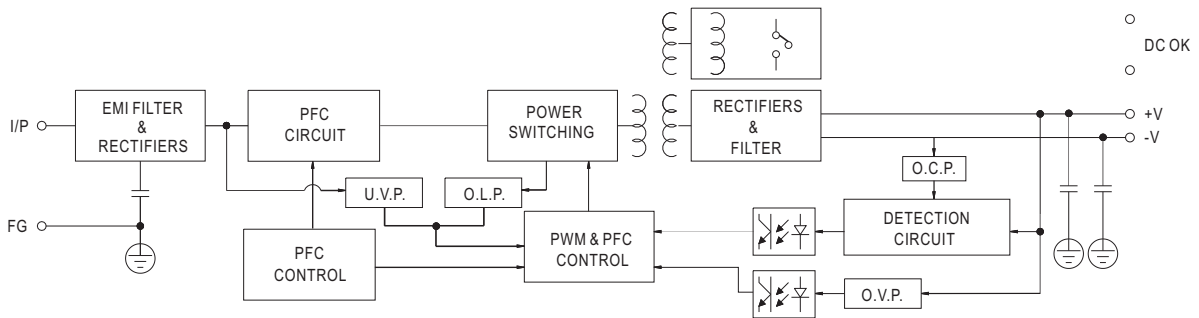 DC OK
I/P
EMI FILTER
&
RECTIFIERS
PFC
CIRCUIT
POWER
SWITCHING
RECTIFIERS
&
FILTER
+V
-V
U.V.P.
O.L.P.
O.C.P.
FG
PFC
CONTROL
PWM & PFC
CONTROL
DETECTION
CIRCUIT
O.V.P.